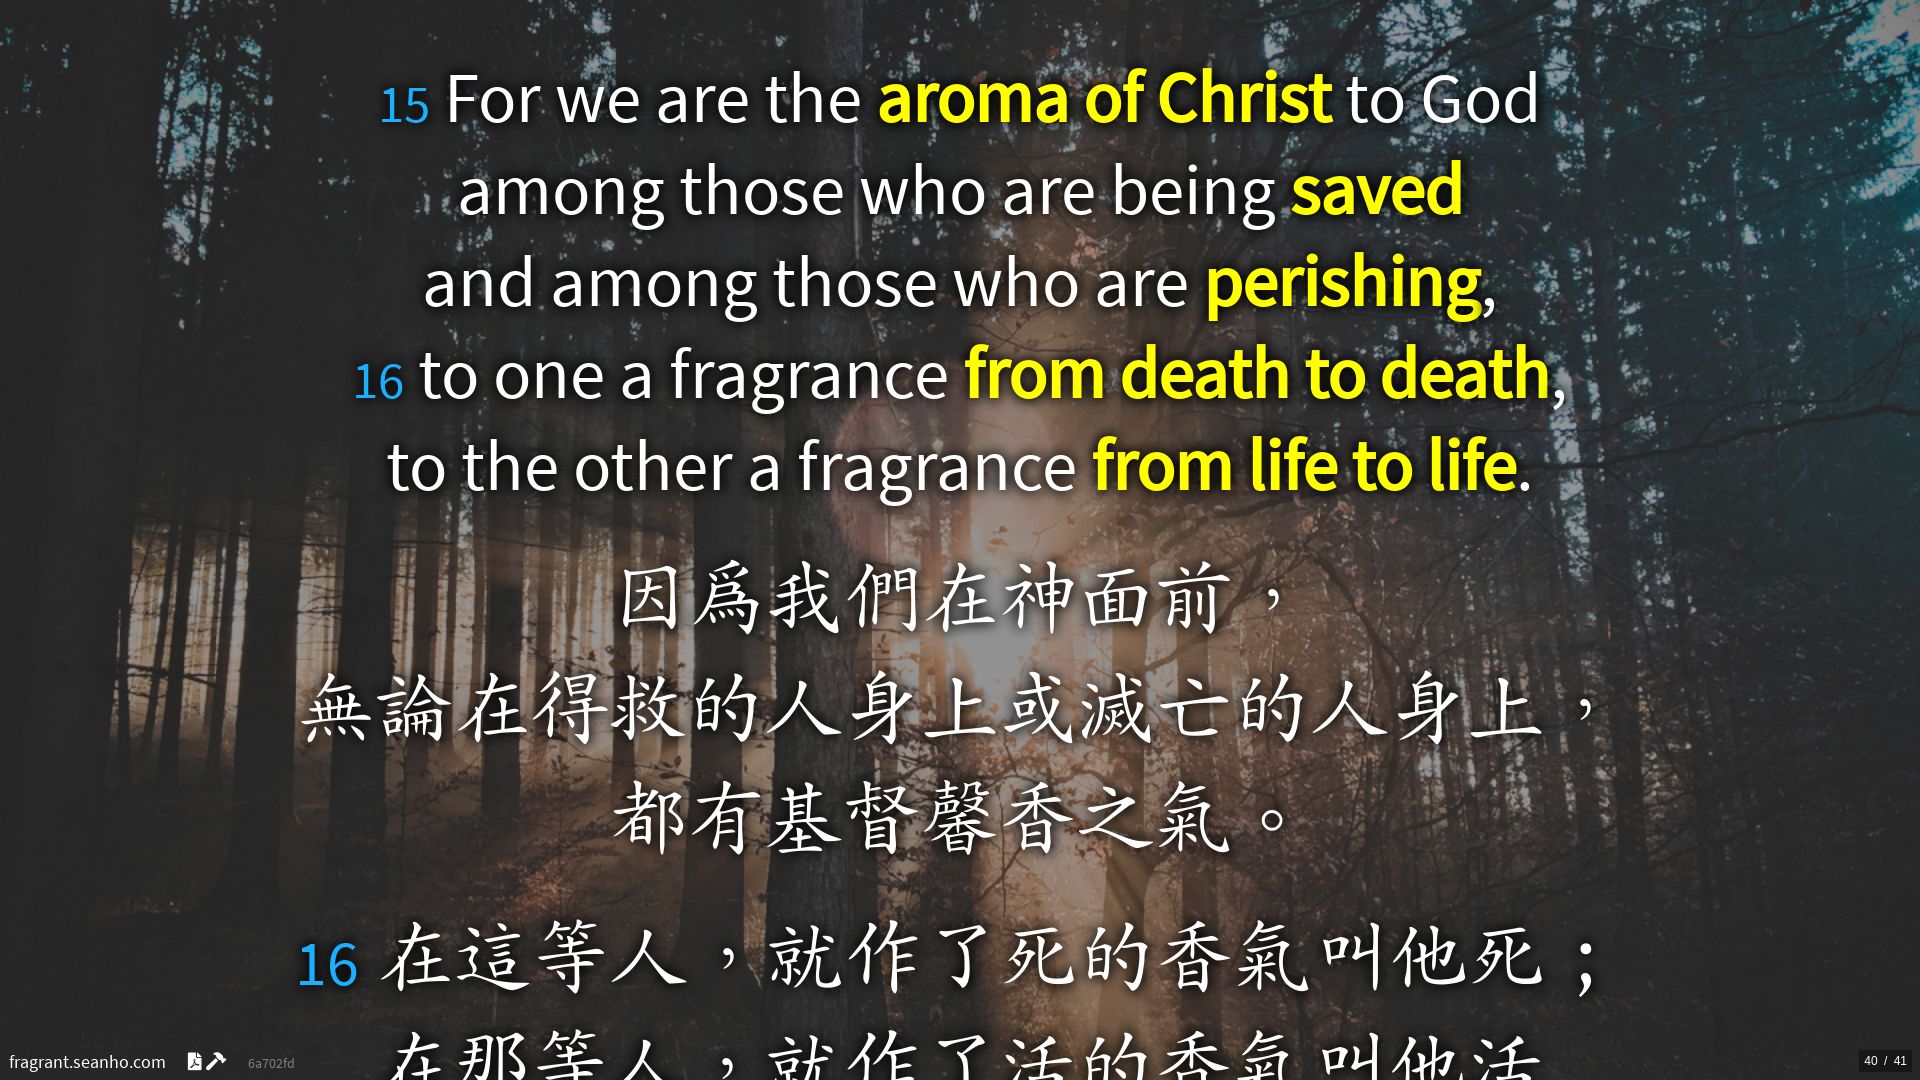 15 For we are the aroma of Christ to God
among those who are being saved
and among those who are perishing,
16 to one a fragrance from death to death,
to the other a fragrance from life to life.
因爲我們在神面前，
無論在得救的人身上或滅亡的人身上，
都有基督馨香之氣。
16 在這等人，就作了死的香氣叫他死；
在那等人，就作了活的香氣叫他活
fragrant.seanho.com 6a702fd
40 / 41